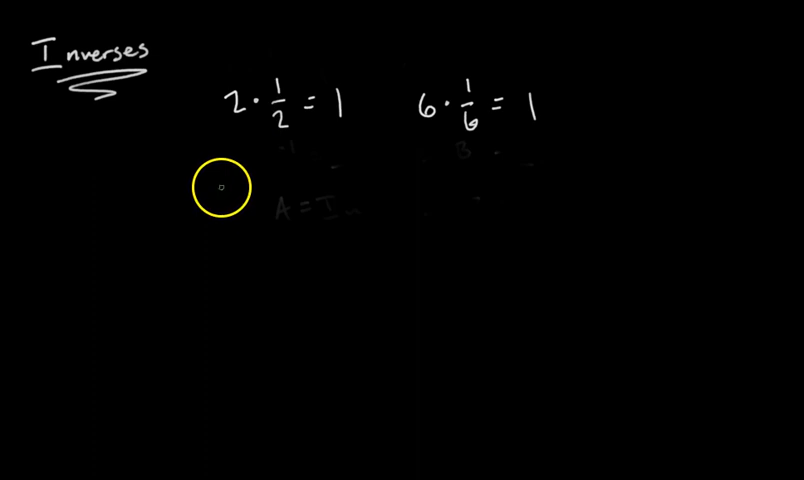 Inverses
2 · 1/2 = 1    6 · 1/6 = 1